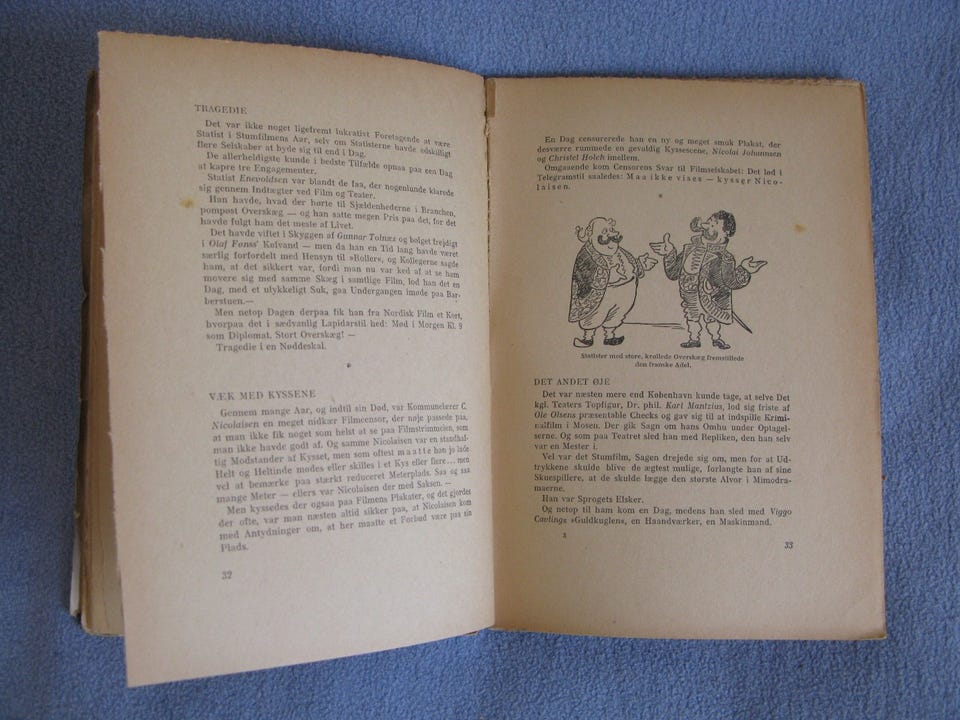 TRAGEDIE
Det var ikke noget ligefremt lukrativt Foretagende at være
Statist i Stumfilmens Aar, selv om Statisterne havde adskilligt
flere Selskaber at byde sig til end i Dag.
De allerheldigste kunde i bedste Tilfælde opnaa paa een Dag
at kapre tre Engagementer.
Statist Enevoldsen var blandt de faa, der nogenlunde klarede
sig gennem Indtægter ved Film og Teater.
Han havde, hvad der hørte til Sjældenhederne i Branchen,
pompøst Overskæg — og han satte megen Pris paa det, for det
havde fulgt ham det meste af Livet.
Det havde viftet i Skyggen af Gunnar Tolnæs og bølget trejdigt
i Olaf Fønss' Kølvand — men da han en Tid lang havde været
særlig forfordelt med Hensyn til »Roller«, og Kollegerne sagde
ham, at det sikkert var, fordi man nu var ked af at se ham
movere sig med samme Skæg i samtlige Film, lod han det en
Dag, med et ulykkeligt Suk, gaa Undergangen imøde paa Bar-
berstuen.—
Men netop Dagen derpaa fik han fra Nordisk Film et Kort,
hvorpaa det i sædvanlig Lapidarstil hed: Mød i Morgen Kl. 9
som Diplomat. Stort Overskæg! —
Tragedie i en Nøddeskal.
*
VÆK MED KYSSENE
Gennem mange Aar, og indtil sin Død, var Kommunelærer C.
Nicolaisen en meget nidkær Filmcensor, der nøje passede paa,
at man ikke fik noget som helst at se paa Filmstrimlen, som
man ikke havde godt af. Og samme Nicolaisen var en standhaf-
tig Modstander af Kysset, men som oftest maatte han jo lade
Helt og Heltinde mødes eller skilles i et Kys eller flere... men
vel at bemærke paa stærkt reduceret Meterplads. Saa og saa
mange Meter — ellers var Nicolaisen der med Saksen. —
Men kyssedes der ogsaa paa Filmens Plakater, og det gjordes
der ofte, var man næsten altid sikker paa, at Nicolaisen kom
med Antydninger om, at her maatte et Forbud være paa sin
Plads.
32
En Dag censurerede han en ny og meget smuk Plakat, der
desværre rummede en gevaldig Kyssescene, Nicolai Johannsen
og Christel Holch imellem.
Omgaaende kom Censorens Svar til Filmselskabet: Det lød i
Telegramstil saaledes: Maa ikke vises — kysser Nico-
laisen.
*
Statister med store, krøllede Overskæg fremstillede
den franske Adel.
DET ANDET ØJE
Det var næsten mere end København kunde tage, at selve Det
kgl. Teaters Topfigur, Dr. phil. Karl Mantzius, lod sig friste af
Ole Olsens præsentable Checks og gav sig til at indspille Krimi-
nalfilm i Mosen. Der gik Sagn om hans Omhu under Optagel-
serne. Og som paa Teatret sled han med Repliken, den han selv
var en Mester i.
Vel var det Stumfilm, Sagen drejede sig om, men for at Ud-
trykkene skulde blive de ægtest mulige, forlangte han af sine
Skuespillere, at de skulde lægge den største Alvor i Mimodra-
maerne.
Han var Sprogets Elsker.
Og netop til ham kom en Dag, medens han sled med Viggo
Cavlings »Guldkuglen«, en Haandværker, en Maskinmand.
3
33